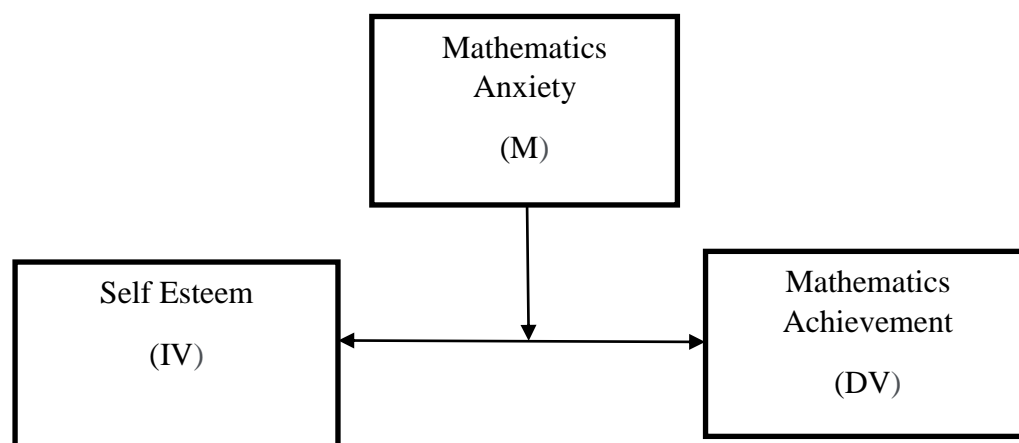 Mathematics
Anxiety
(M)
Self Esteem
(IV)
Mathematics
Achievement
(DV)